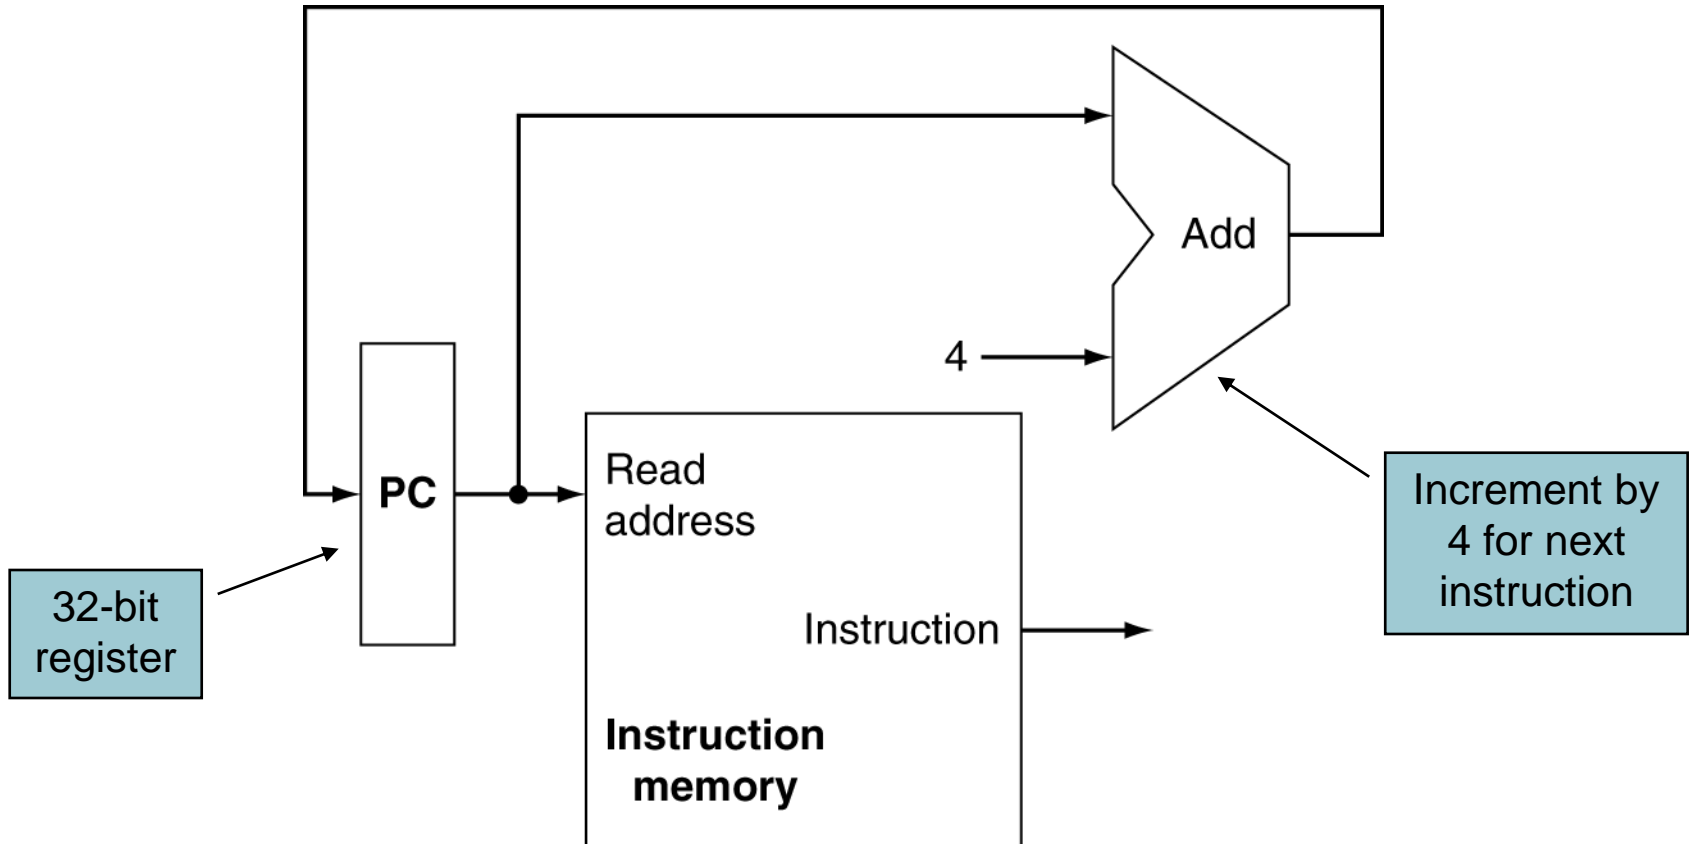 Add
4
PC
Read
address
Increment by
4 for next
instruction
32-bit
register
Instruction
Instruction
memory